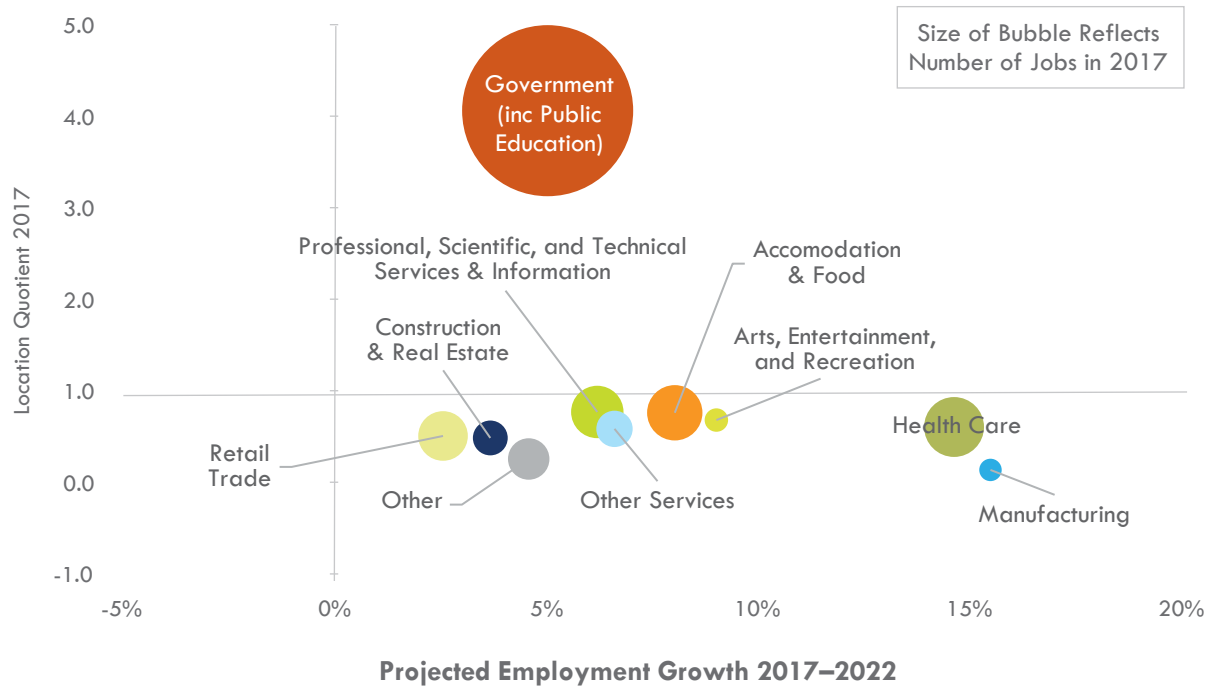 Size of Bubble Reflects
Number of Jobs in 2017
5.0
4.0
3.0
2.0
1.0
0.0
-1.0
Location Quotient 2017
Government
(inc Public
Education)
Professional, Scientific, and Technical
Services & Information
Accomodation
& Food
Construction
& Real Estate
Arts, Entertainment,
and Recreation
Health Care
Retail
Trade
Other
Other Services
Manufacturing
-5%
0%
5%
10%
15%
20%
Projected Employment Growth 2017–2022